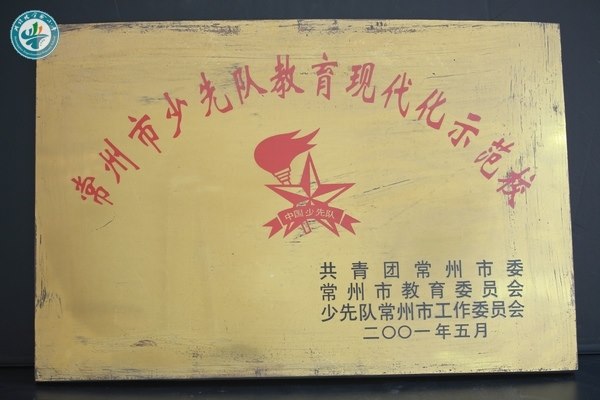 常州市少先队教育现代化示范校
中国少先队
共青团常州市委
常州市教育委员会
少先队常州市工作委员会
二〇〇一年五月